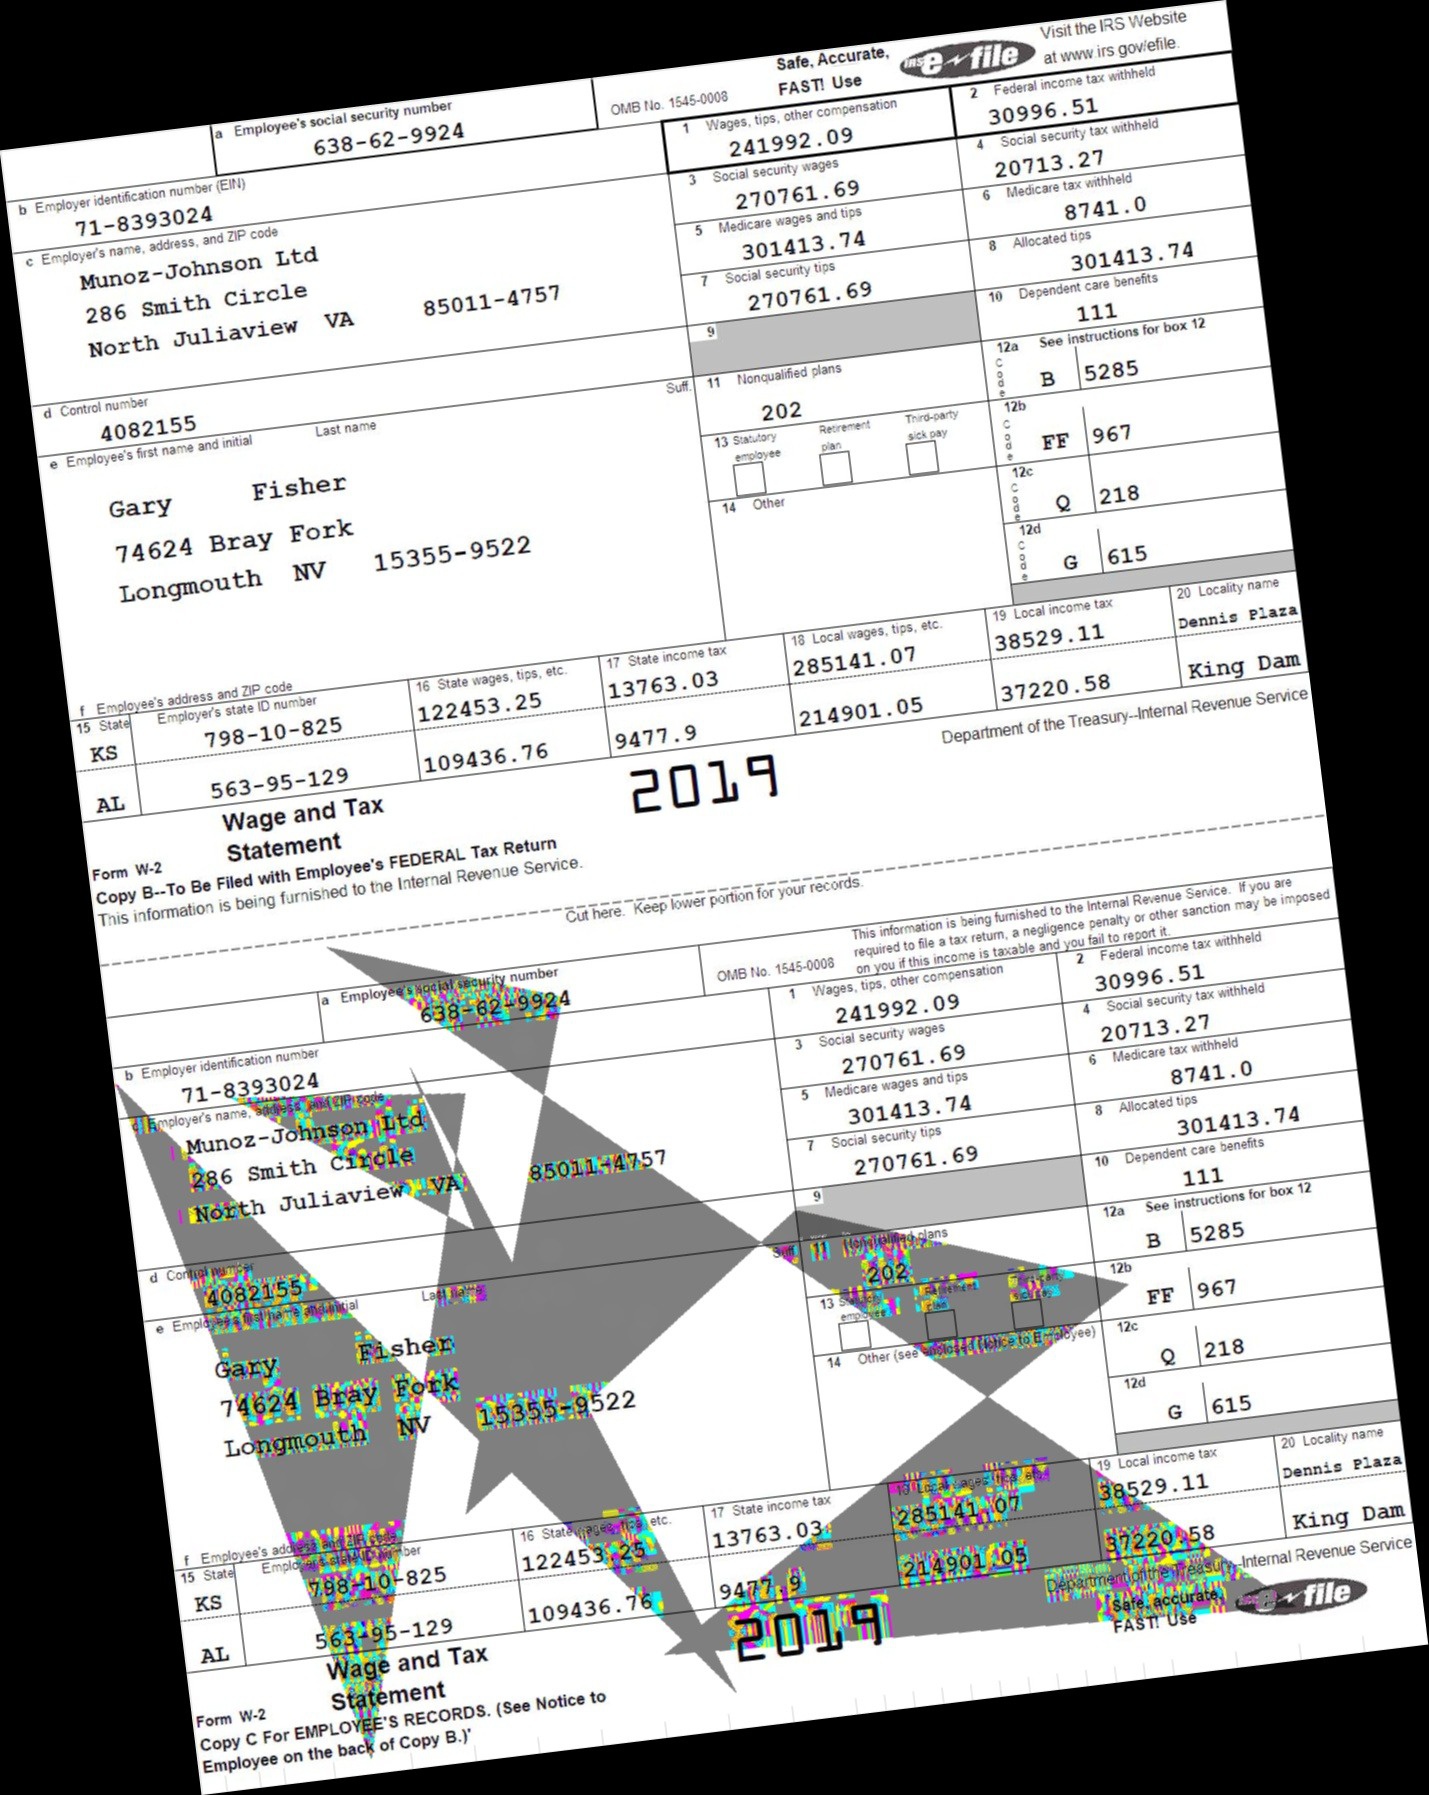 Safe, Accurate, FAST! Use IRS e-file Visit the IRS Website at www.irs.gov/efile.
a Employee's social security number 638-62-9924 OMB No. 1545-0008
b Employer identification number (EIN) 71-8393024
c Employer's name, address, and ZIP code
Munoz-Johnson Ltd
286 Smith Circle
North Juliaview VA 85011-4757
d Control number 4082155
e Employee's first name and initial Last name Suff.
Gary Fisher
74624 Bray Fork
Longmouth NV 15355-9522
f Employee's address and ZIP code
1 Wages, tips, other compensation 241992.09
2 Federal income tax withheld 30996.51
3 Social security wages 270761.69
4 Social security tax withheld 20713.27
5 Medicare wages and tips 301413.74
6 Medicare tax withheld 8741.0
7 Social security tips 270761.69
8 Allocated tips 301413.74
9
10 Dependent care benefits 111
11 Nonqualified plans 202
12a See instructions for box 12
Code B 5285
12b
Code FF 967
12c
Code Q 218
12d
Code G 615
13 Statutory employee Retirement plan Third-party sick pay
14 Other
15 State Employer's state ID number 16 State wages, tips, etc. 17 State income tax 18 Local wages, tips, etc. 19 Local income tax 20 Locality name
KS 798-10-825 122453.25 13763.03 285141.07 38529.11 Dennis Plaza
AL 563-95-129 109436.76 9477.9 214901.05 37220.58 King Dam
Form W-2 Wage and Tax Statement 2019 Department of the Treasury--Internal Revenue Service
Copy B--To Be Filed with Employee's FEDERAL Tax Return
This information is being furnished to the Internal Revenue Service.
Cut here. Keep lower portion for your records.
This information is being furnished to the Internal Revenue Service. If you are
required to file a tax return, a negligence penalty or other sanction may be imposed
on you if this income is taxable and you fail to report it.
a Employee's social security number 638-62-9924 OMB No. 1545-0008
b Employer identification number 71-8393024
c Employer's name, address, and ZIP code
Munoz-Johnson Ltd
286 Smith Circle
North Juliaview VA 85011-4757
d Control number 4082155
e Employee's first name and initial Last name Suff.
Gary Fisher
74624 Bray Fork
Longmouth NV 15355-9522
f Employee's address and ZIP code
1 Wages, tips, other compensation 241992.09
2 Federal income tax withheld 30996.51
3 Social security wages 270761.69
4 Social security tax withheld 20713.27
5 Medicare wages and tips 301413.74
6 Medicare tax withheld 8741.0
7 Social security tips 270761.69
8 Allocated tips 301413.74
9
10 Dependent care benefits 111
11 Nonqualified plans 202
12a See instructions for box 12
B 5285
12b
FF 967
12c
Q 218
12d
G 615
13 Statutory employee Retirement plan Third-party sick pay
14 Other (see enclosed Notice to Employee)
15 State Employer's state ID number 16 State wages, tips, etc. 17 State income tax 18 Local wages, tips, etc. 19 Local income tax 20 Locality name
KS 798-10-825 122453.25 13763.03 285141.07 38529.11 Dennis Plaza
AL 563-95-129 109436.76 9477.9 214901.05 37220.58 King Dam
Form W-2 Wage and Tax Statement 2019 Department of the Treasury--Internal Revenue Service
Safe, accurate, FAST! Use e-file
Copy C For EMPLOYEE'S RECORDS. (See Notice to
Employee on the back of Copy B.)'